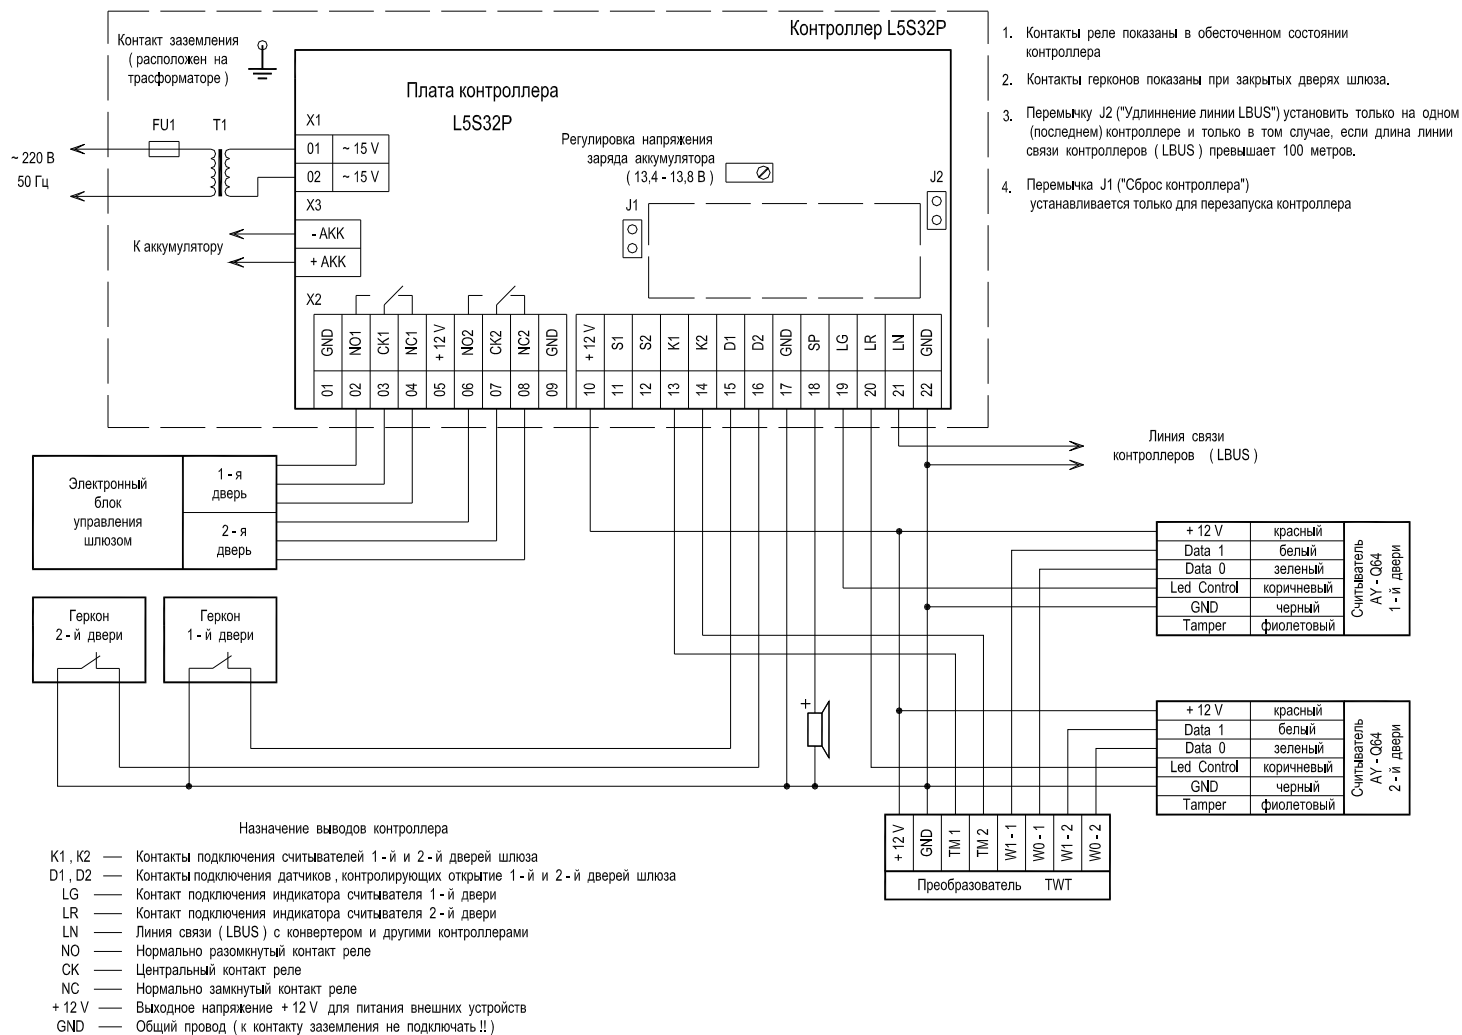 Контроллер L5S32P
Контакт заземления
( расположен на
трасформаторе )
FU1
T1
~ 220 В
50 Гц
К аккумулятору
Плата контроллера
L5S32P
X1
01 ~ 15 V
02 ~ 15 V
X3
- AKK
+ AKK
Регулировка напряжения
заряда аккумулятора
( 13,4 - 13,8 В )
J1
J2
X2
GND NO1 CK1 NC1 + 12 V NO2 CK2 NC2 GND
01 02 03 04 05 06 07 08 09
+ 12 V S1 S2 K1 K2 D1 D2 GND SP LG LR LN GND
10 11 12 13 14 15 16 17 18 19 20 21 22
1. Контакты реле показаны в обесточенном состоянии
контроллера
2. Контакты герконов показаны при закрытых дверях шлюза.
3. Перемычку J2 ("Удлиннение линии LBUS") установить только на одном
(последнем) контроллере и только в том случае, если длина линии
связи контроллеров ( LBUS ) превышает 100 метров.
4. Перемычка J1 ("Сброс контроллера")
устанавливается только для перезапуска контроллера
Линия связи
контроллеров ( LBUS )
Электронный
блок
управления
шлюзом
1 - я
дверь
2 - я
дверь
Геркон
2 - й двери
Геркон
1 - й двери
+ 12 V красный
Data 1 белый
Data 0 зеленый
Led Control коричневый
GND черный
Tamper фиолетовый
Считыватель
AY - Q64
1 - й двери
+
+ 12 V красный
Data 1 белый
Data 0 зеленый
Led Control коричневый
GND черный
Tamper фиолетовый
Считыватель
AY - Q64
2 - й двери
+ 12 V GND TM 1 TM 2 W1 - 1 W0 - 1 W1 - 2 W0 - 2
Преобразователь TWT
Назначение выводов контроллера
K1 , K2 — Контакты подключения считывателей 1 - й и 2 - й дверей шлюза
D1 , D2 — Контакты подключения датчиков , контролирующих открытие 1 - й и 2 - й дверей шлюза
LG — Контакт подключения индикатора считывателя 1 - й двери
LR — Контакт подключения индикатора считывателя 2 - й двери
LN — Линия связи ( LBUS ) с конвертером и другими контроллерами
NO — Нормально разомкнутый контакт реле
CK — Центральный контакт реле
NC — Нормально замкнутый контакт реле
+ 12 V — Выходное напряжение + 12 V для питания внешних устройств
GND — Общий провод ( к контакту заземления не подключать !! )